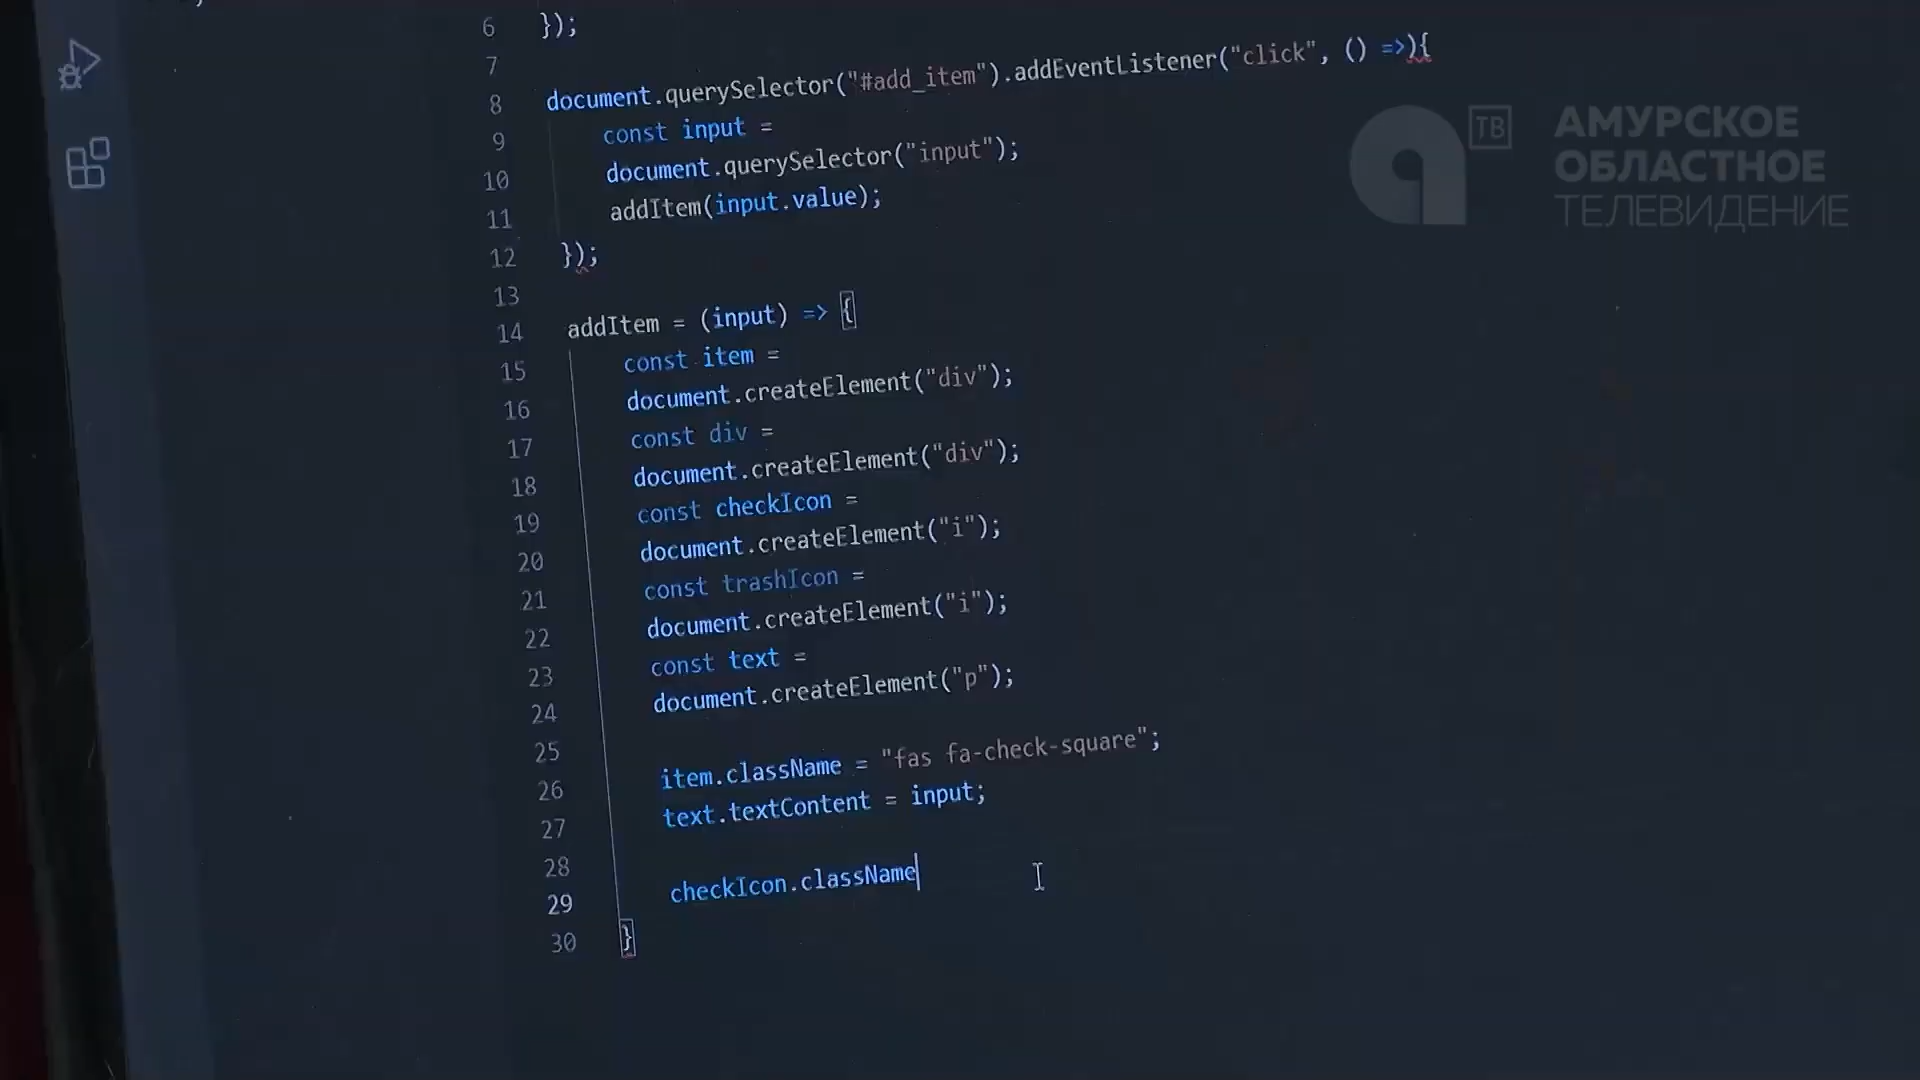 6 });
7
8 document.querySelector("#add_item").addEventListener("click", () =>){
9 const input =
10 document.querySelector("input");
11 addItem(input.value);
12 });
13
14 addItem = (input) => {
15 const item =
16 document.createElement("div");
17 const div =
18 document.createElement("div");
19 const checkIcon =
20 document.createElement("i");
21 const trashIcon =
22 document.createElement("i");
23 const text =
24 document.createElement("p");
25
26 item.className = "fas fa-check-square";
27 text.textContent = input;
28
29 checkIcon.className
30 }
ТВ
АМУРСКОЕ
ОБЛАСТНОЕ
ТЕЛЕВИДЕНИЕ